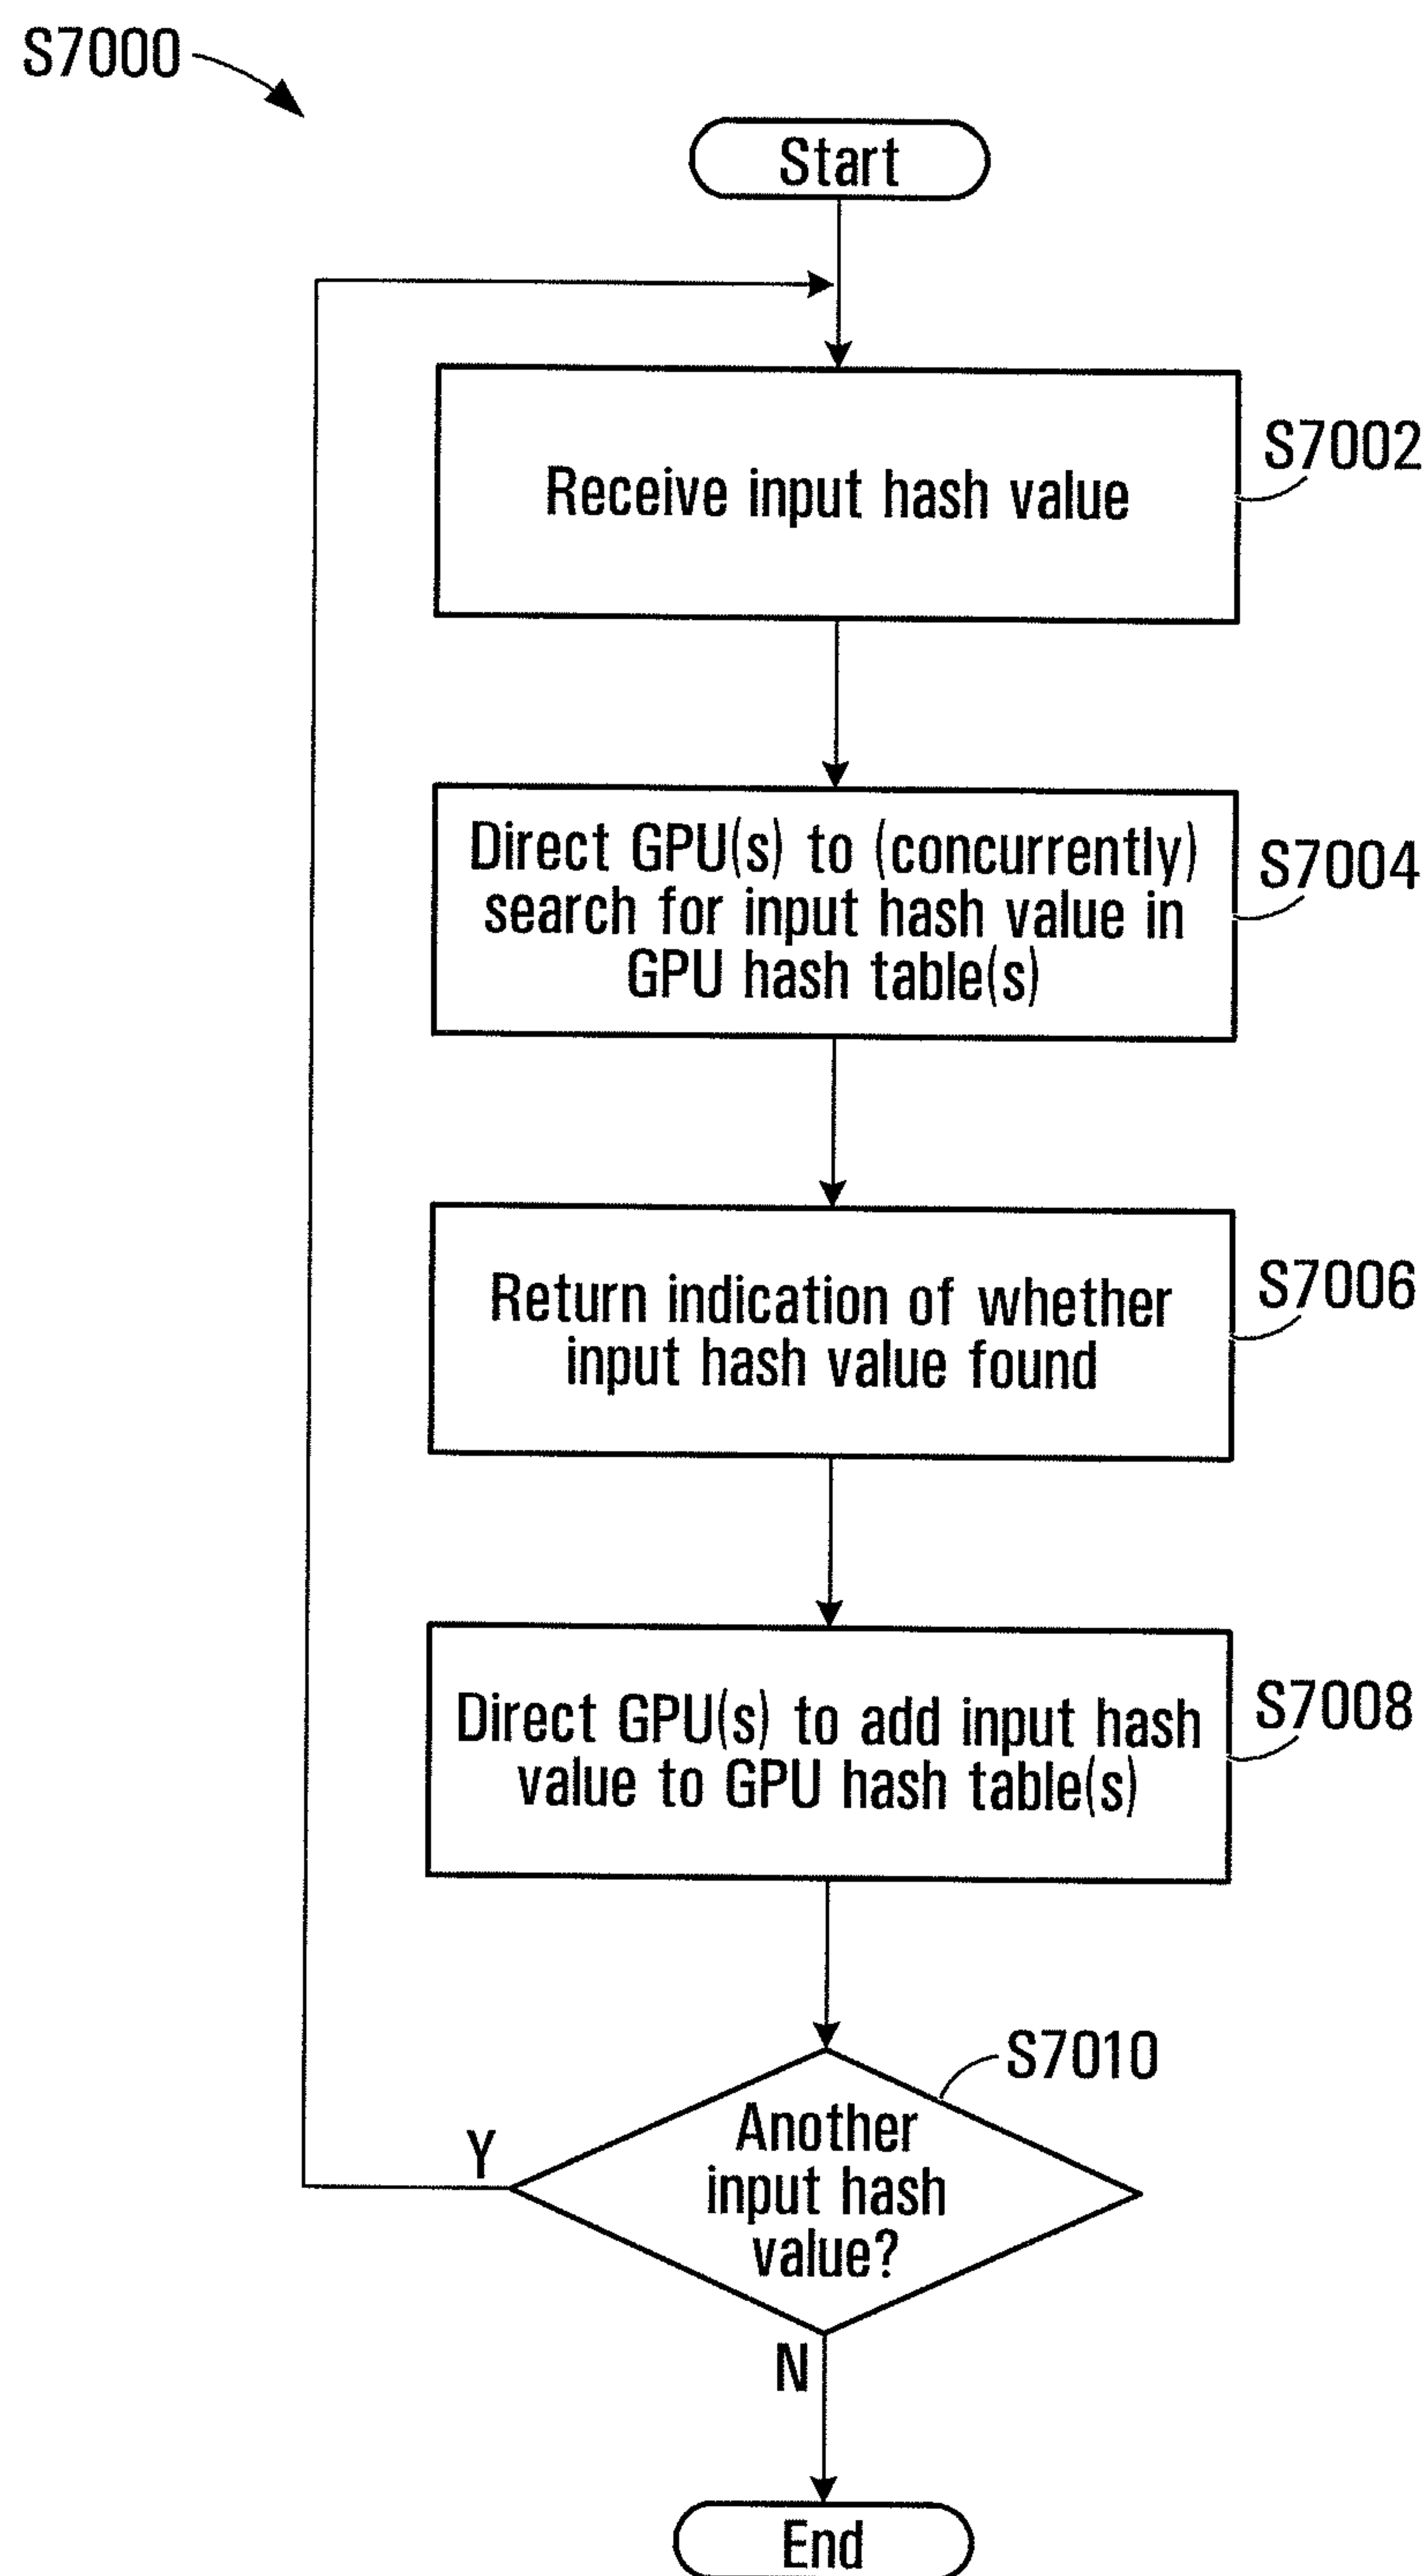 S7000
Start
Receive input hash value
S7002
Direct GPU(s) to (concurrently)
search for input hash value in
GPU hash table(s)
S7004
Return indication of whether
input hash value found
S7006
Direct GPU(s) to add input hash
value to GPU hash table(s)
S7008
S7010
Another
input hash
value?
Y
N
End